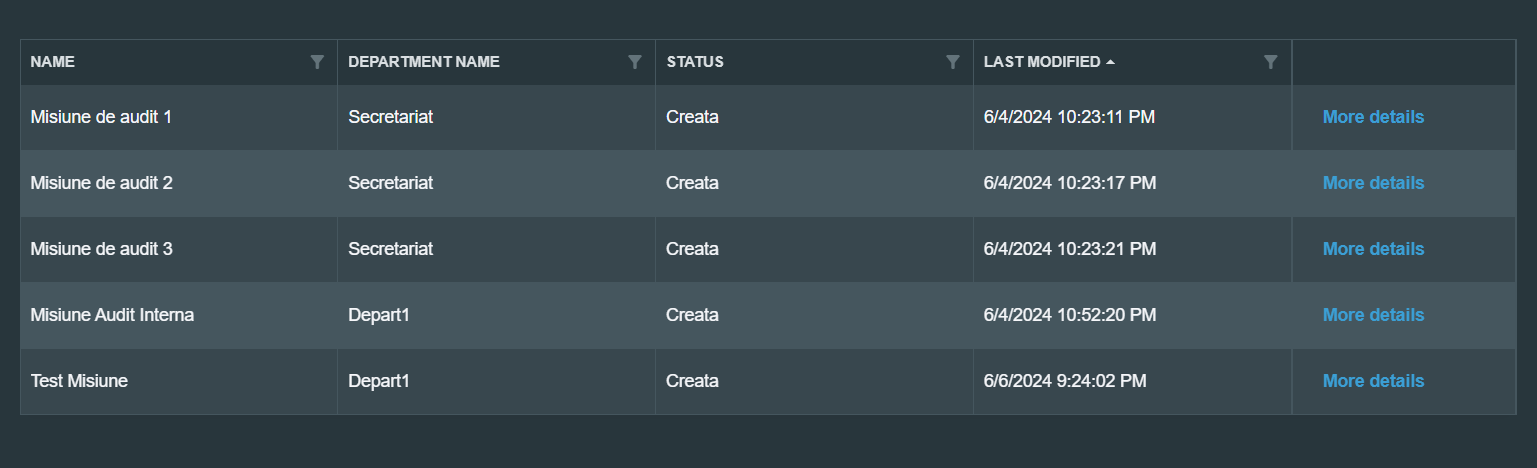 NAME DEPARTMENT NAME STATUS LAST MODIFIED
Misiune de audit 1 Secretariat Creata 6/4/2024 10:23:11 PM More details
Misiune de audit 2 Secretariat Creata 6/4/2024 10:23:17 PM More details
Misiune de audit 3 Secretariat Creata 6/4/2024 10:23:21 PM More details
Misiune Audit Interna Depart1 Creata 6/4/2024 10:52:20 PM More details
Test Misiune Depart1 Creata 6/6/2024 9:24:02 PM More details